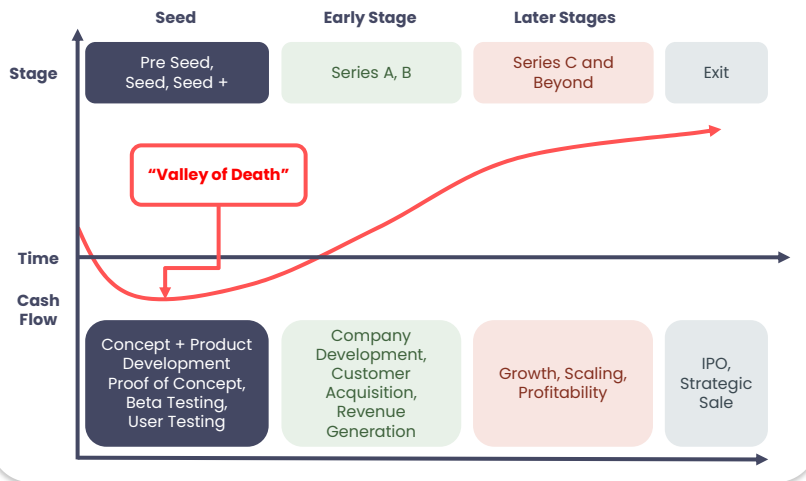 Seed
Early Stage
Later Stages
Stage
Pre Seed,
Seed, Seed +
Series A, B
Series C and
Beyond
Exit
“Valley of Death”
Time
Cash
Flow
Concept + Product
Development
Proof of Concept,
Beta Testing,
User Testing
Company
Development,
Customer
Acquisition,
Revenue
Generation
Growth, Scaling,
Profitability
IPO,
Strategic
Sale